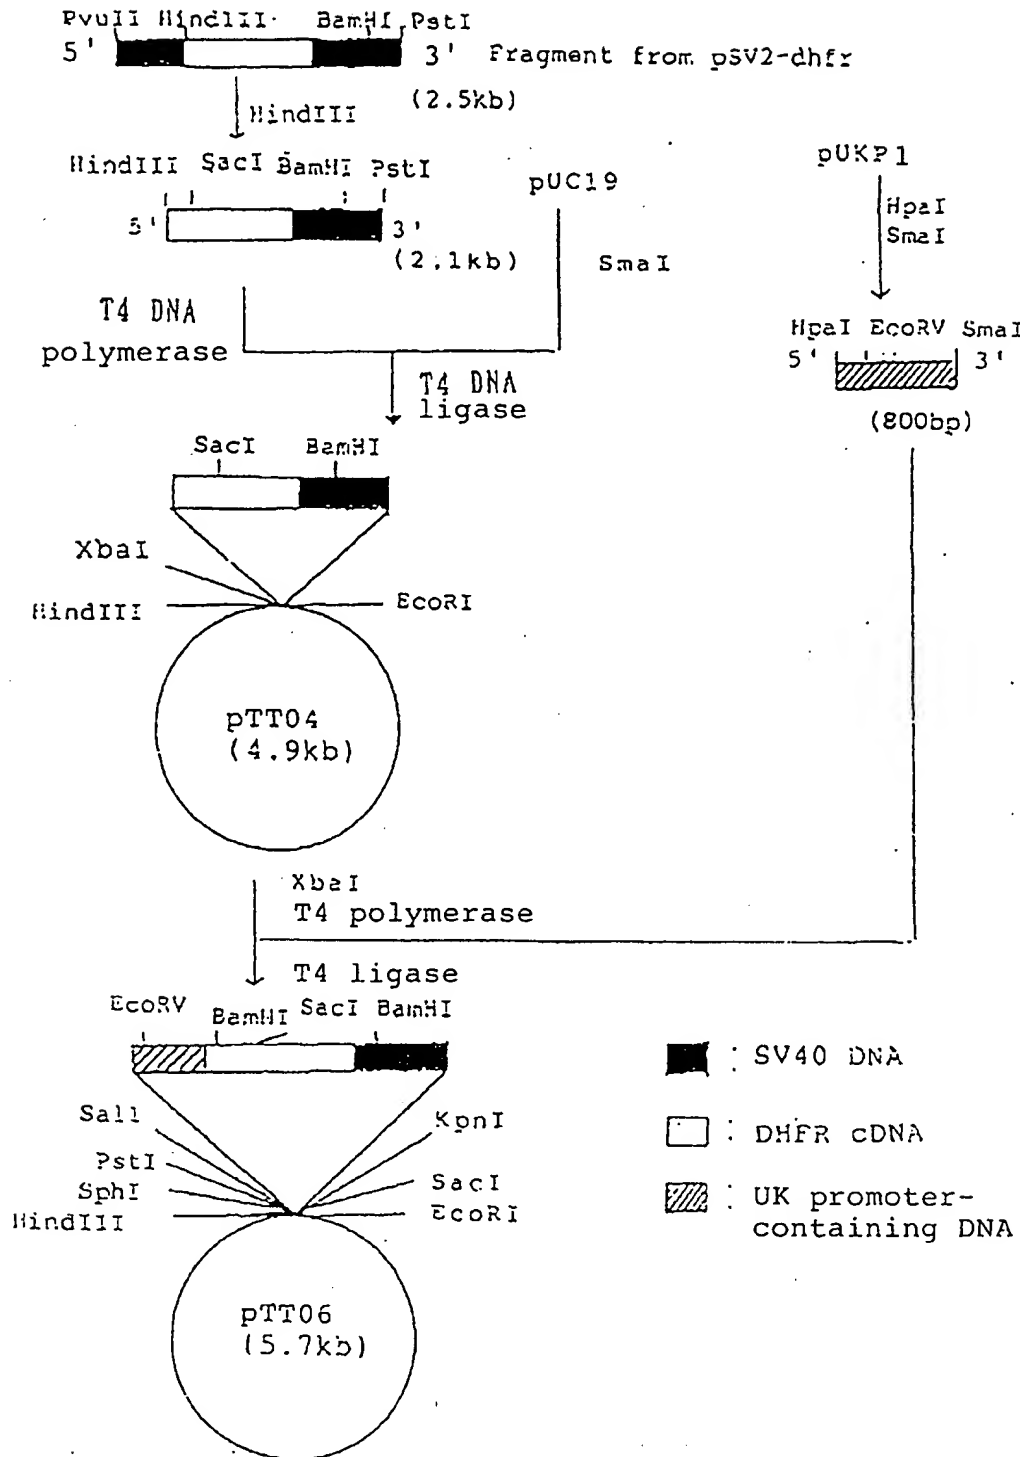 PvuII HindIII BamHI PstI
5' 3' Fragment from pSV2-dhfr
(2.5kb)
HindIII
HindIII SacI BamHI PstI
5' 3'
(2.1kb)
pUC19
SmaI
pUKP1
HpaI
SmaI
HpaI EcoRV SmaI
5' 3'
(800bp)
T4 DNA
polymerase
T4 DNA
ligase
SacI BamHI
XbaI
HindIII EcoRI
pTT04
(4.9kb)
XbaI
T4 polymerase
T4 ligase
EcoRV BamHI SacI BamHI
SalI
PstI
SphI
HindIII
KpnI
SacI
EcoRI
pTT06
(5.7kb)
: SV40 DNA
: DHFR cDNA
: UK promoter-
containing DNA